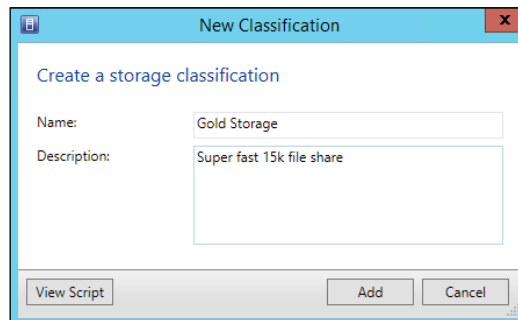 New Classification
x
Create a storage classification
Name: Gold Storage
Description: Super fast 15k file share
View Script Add Cancel